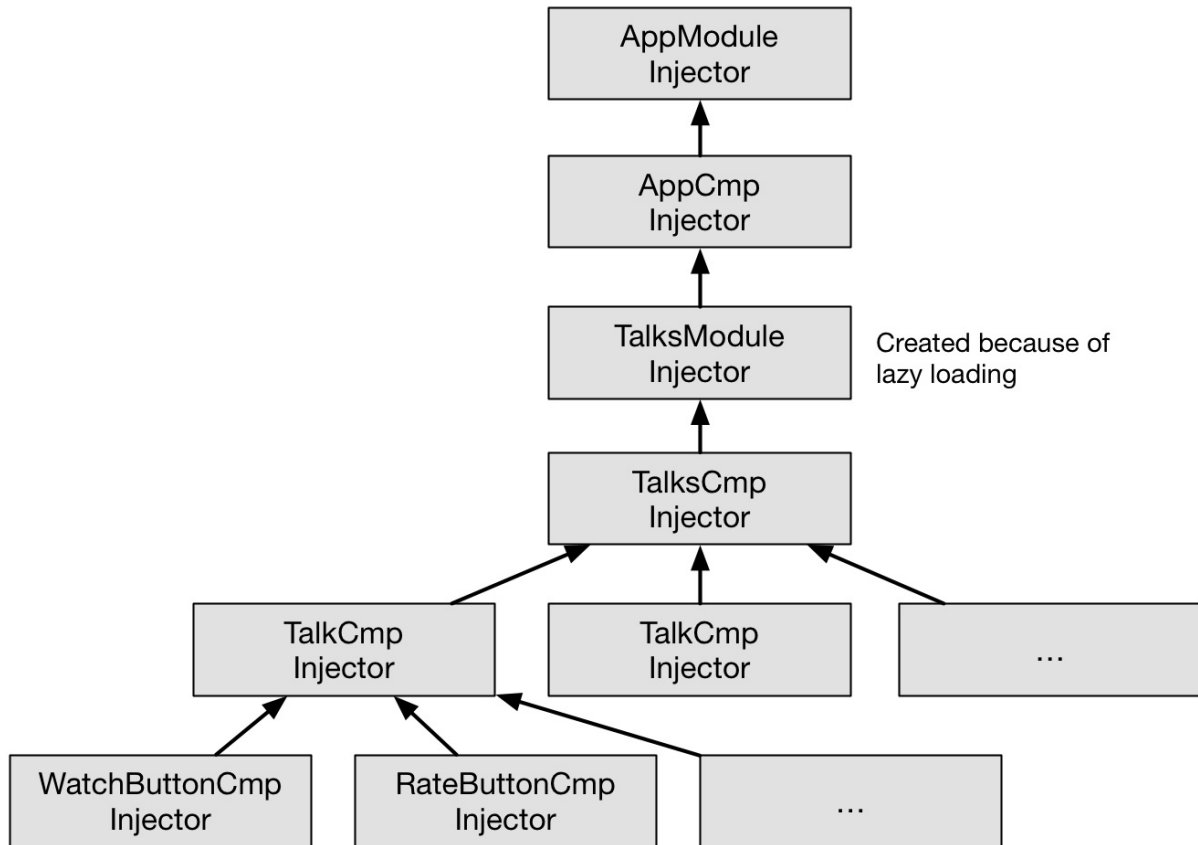 AppModule
Injector
AppCmp
Injector
TalksModule
Injector
Created because of
lazy loading
TalksCmp
Injector
TalkCmp
Injector
TalkCmp
Injector
...
WatchButtonCmp
Injector
RateButtonCmp
Injector
...